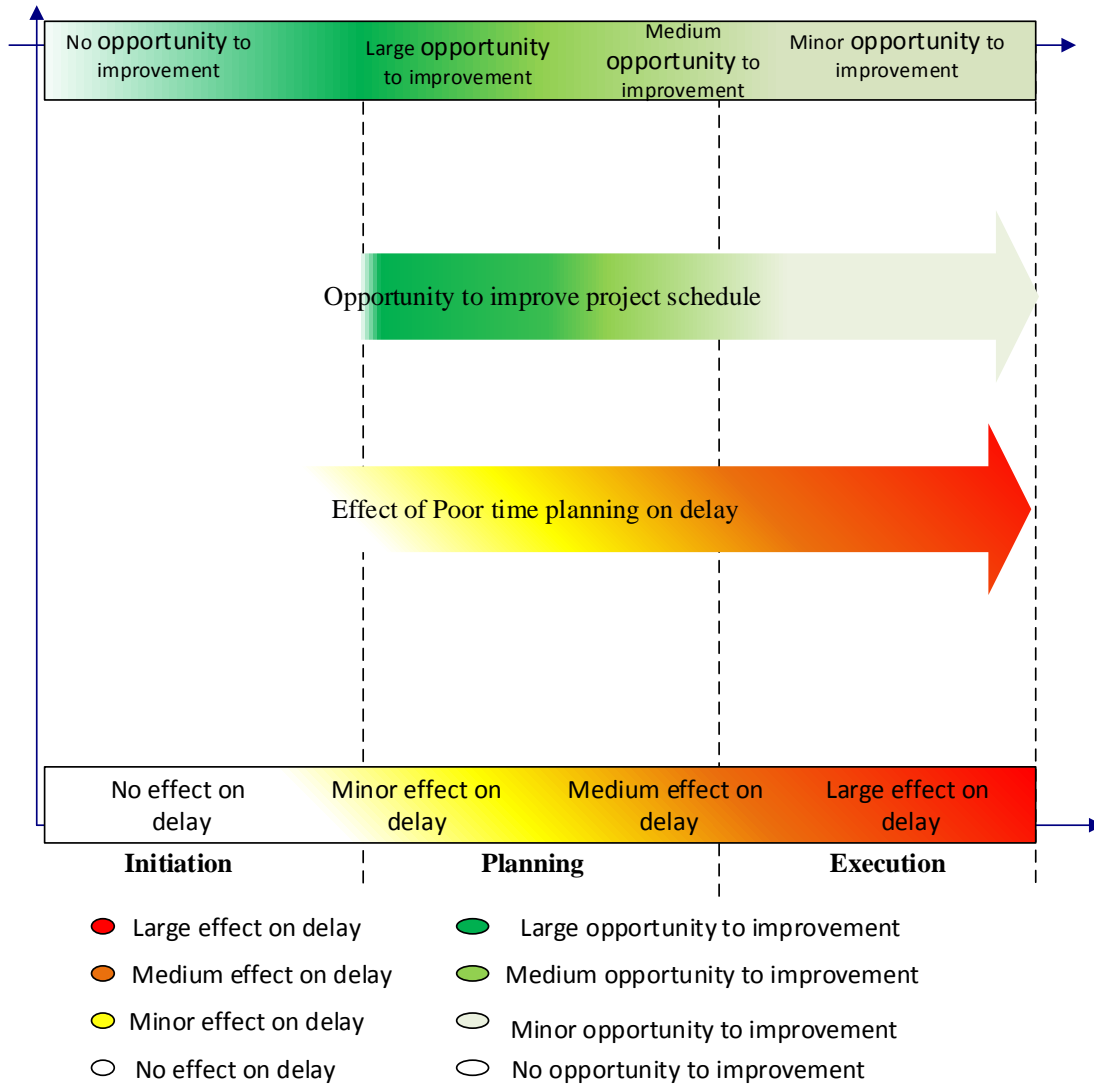 No opportunity to
improvement
Large opportunity
to improvement
Medium
opportunity to
improvement
Minor opportunity to
improvement
Opportunity to improve project schedule
Effect of Poor time planning on delay
No effect on
delay
Minor effect on
delay
Medium effect on
delay
Large effect on
delay
Initiation
Planning
Execution
Large effect on delay
Large opportunity to improvement
Medium effect on delay
Medium opportunity to improvement
Minor effect on delay
Minor opportunity to improvement
No effect on delay
No opportunity to improvement